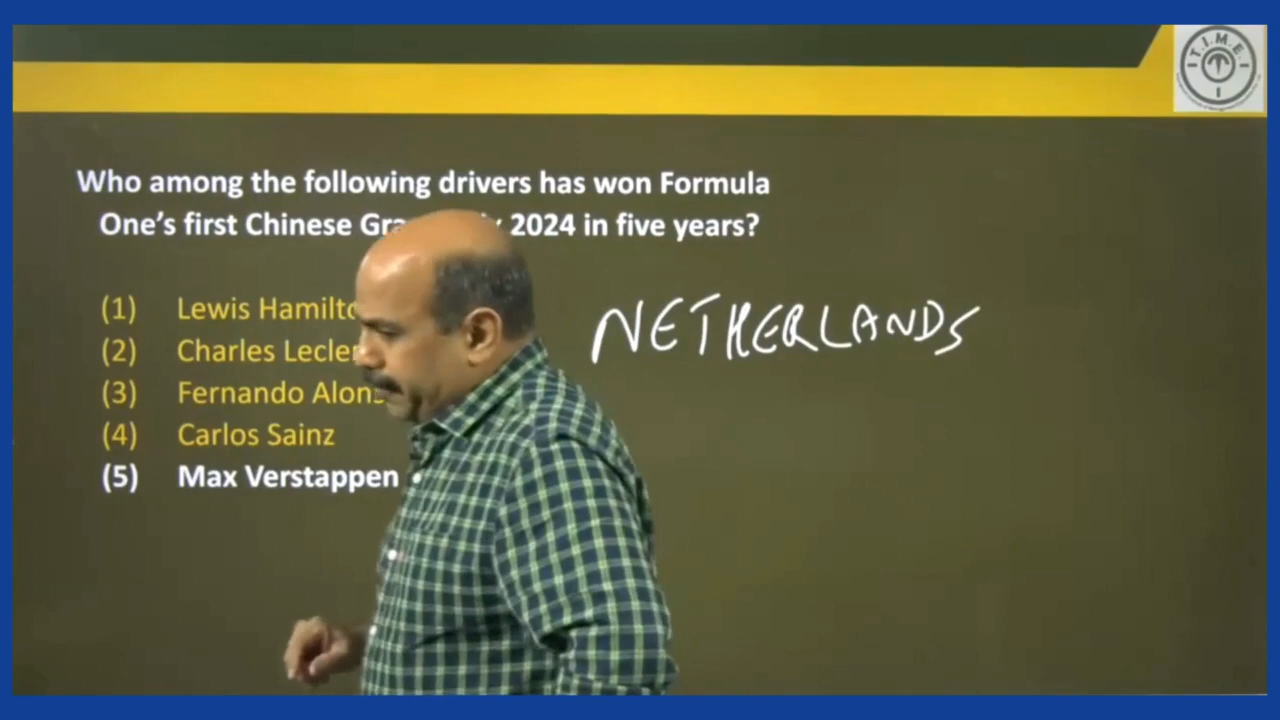 T.I.M.E.
Who among the following drivers has won Formula
One's first Chinese 2024 in five years?
(1) Lewis
(2) Charles
(3) Fernando
(4) Carlos Sainz
(5) Max Verstappen
NETHERLANDS